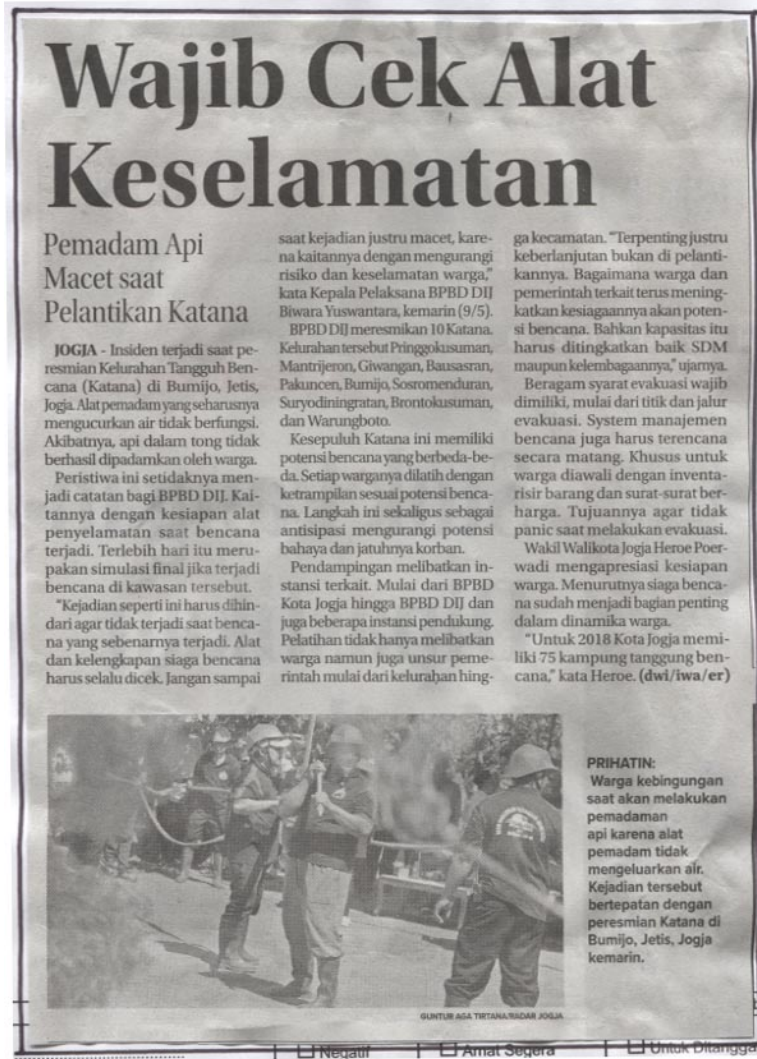 Wajib Cek Alat
Keselamatan
Pemadam Api
Macet saat
Pelantikan Katana
JOGJA - Insiden terjadi saat pe-
resmian Kelurahan Tangguh Ben-
cana (Katana) di Bumijo, Jetis,
Jogja. Alat pemadam yang seharusnya
mengucurkan air tidak berfungsi.
Akibatnya, api dalam tong tidak
berhasil dipadamkan oleh warga.
Peristiwa ini setidaknya men-
jadi catatan bagi BPBD DIJ. Kai-
tannya dengan kesiapan alat
penyelamat saat bencana
terjadi. Terlebih hari itu meru-
pakan simulasi final jika terjadi
bencana di kawasan tersebut.
"Kejadian seperti ini harus dihin-
dari agar tidak terjadi saat benca-
na yang sebenarnya terjadi. Alat
dan kelengkapan siaga bencana
harus selalu dicek. Jangan sampai
saat kejadian justru macet, kare-
na kaitannya dengan mengurangi
risiko dan keselamatan warga,"
kata Kepala Pelaksana BPBD DIJ
Biwara Yuswantara, kemarin (9/5).
BPBD DIJ meresmikan 10 Katana.
Kelurahan tersebut Pringgokusuman,
Mantrijeron, Giwangan, Bausasran,
Pakuncen, Bumijo, Sosromenduran,
Suryodiningratan, Brontokusuman,
dan Warungboto.
Kesepuluh Katana ini memiliki
potensi bencana yang berbeda-be-
da. Setiap warganya dilatih dengan
ketrampilan sesuai potensi benca-
na. Langkah ini sekaligus sebagai
antisipasi mengurangi potensi
bahaya dan jatuhnya korban.
Pendampingan melibatkan in-
stansi terkait. Mulai dari BPBD
Kota Jogja hingga BPBD DIJ dan
juga beberapa instansi pendukung.
Pelatihan tidak hanya melibatkan
warga namun juga unsur peme-
rintah mulai dari kelurahan hing-
ga kecamatan. "Terpenting justru
keberlanjutan bukan di pelanti-
kannya. Bagaimana warga dan
pemerintah terkait terus mening-
katkan kesiagaannya akan poten-
si bencana. Bahkan kapasitas itu
harus ditingkatkan baik SDM
maupun kelembagaannya," ujarnya.
Beragam syarat evakuasi wajib
dimiliki, mulai dari titik dan jalur
evakuasi. System manajemen
bencana juga harus terencana
secara matang. Khusus untuk
warga diawali dengan inventa-
risir barang dan surat-surat ber-
harga. Tujuannya agar tidak
panic saat melakukan evakuasi.
Wakil Walikota Jogja Heroe Poer-
wadi mengapresiasi kesiapan
warga. Menurutnya siaga benca-
na sudah menjadi bagian penting
dalam dinamika warga.
"Untuk 2018 Kota Jogja memi-
liki 75 kampung tanggung ben-
cana," kata Heroe. (dwi/iwa/er)
PRIHATIN:
Warga kebingungan
saat akan melakukan
pemadaman
api karena alat
pemadam tidak
mengeluarkan air.
Kejadian tersebut
bertepatan dengan
peresmian Katana di
Bumijo, Jetis, Jogja
kemarin.
GUNTUR AGA TIRTANA/RADAR JOGJA
Negatif
Amat Segera
Untuk Ditangga